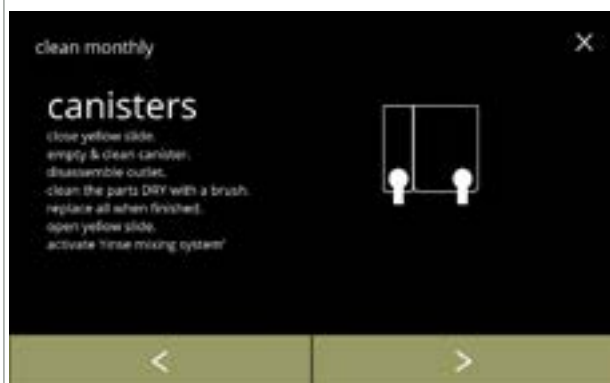 clean monthly
canisters
close yellow slide.
empty & clean canister.
disassemble outlet.
clean the parts DRY with a brush.
replace all when finished.
open yellow slide.
activate 'rinse mixing system'